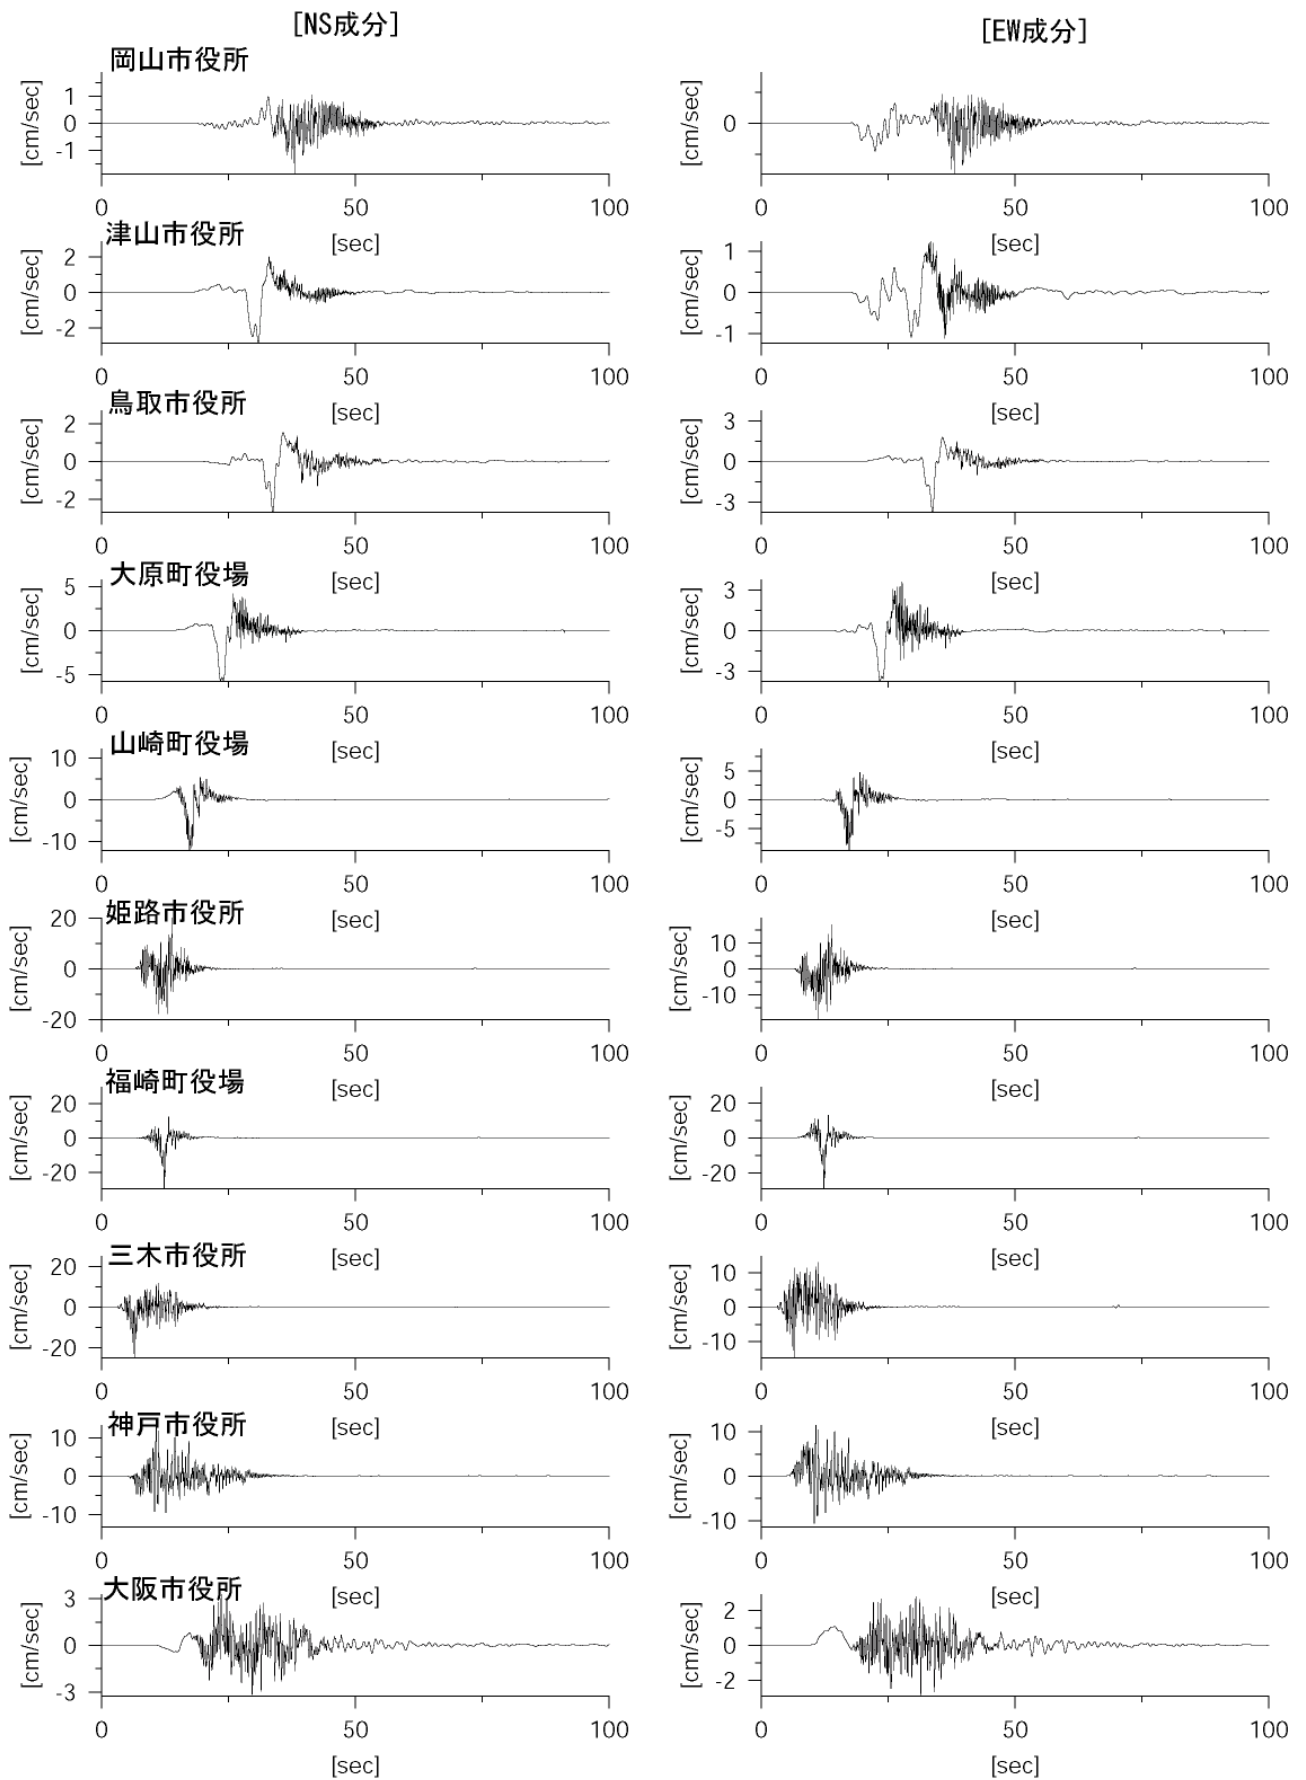 [NS成分] [EW成分]
岡山市役所
[cm/sec] 1 0 -1 [cm/sec] 0
0 50 100 0 50 100
[sec] [sec]
津山市役所
[cm/sec] 2 0 -2 [cm/sec] 1 0 -1
0 50 100 0 50 100
[sec] [sec]
鳥取市役所
[cm/sec] 2 0 -2 [cm/sec] 3 0 -3
0 50 100 0 50 100
[sec] [sec]
大原町役場
[cm/sec] 5 0 -5 [cm/sec] 3 0 -3
0 50 100 0 50 100
[sec] [sec]
山崎町役場
[cm/sec] 10 0 -10 [cm/sec] 5 0 -5
0 50 100 0 50 100
[sec] [sec]
姫路市役所
[cm/sec] 20 0 -20 [cm/sec] 10 0 -10
0 50 100 0 50 100
[sec] [sec]
福崎町役場
[cm/sec] 20 0 -20 [cm/sec] 20 0 -20
0 50 100 0 50 100
[sec] [sec]
三木市役所
[cm/sec] 20 0 -20 [cm/sec] 10 0 -10
0 50 100 0 50 100
[sec] [sec]
神戸市役所
[cm/sec] 10 0 -10 [cm/sec] 10 0 -10
0 50 100 0 50 100
[sec] [sec]
大阪市役所
[cm/sec] 3 0 -3 [cm/sec] 2 0 -2
0 50 100 0 50 100
[sec] [sec]